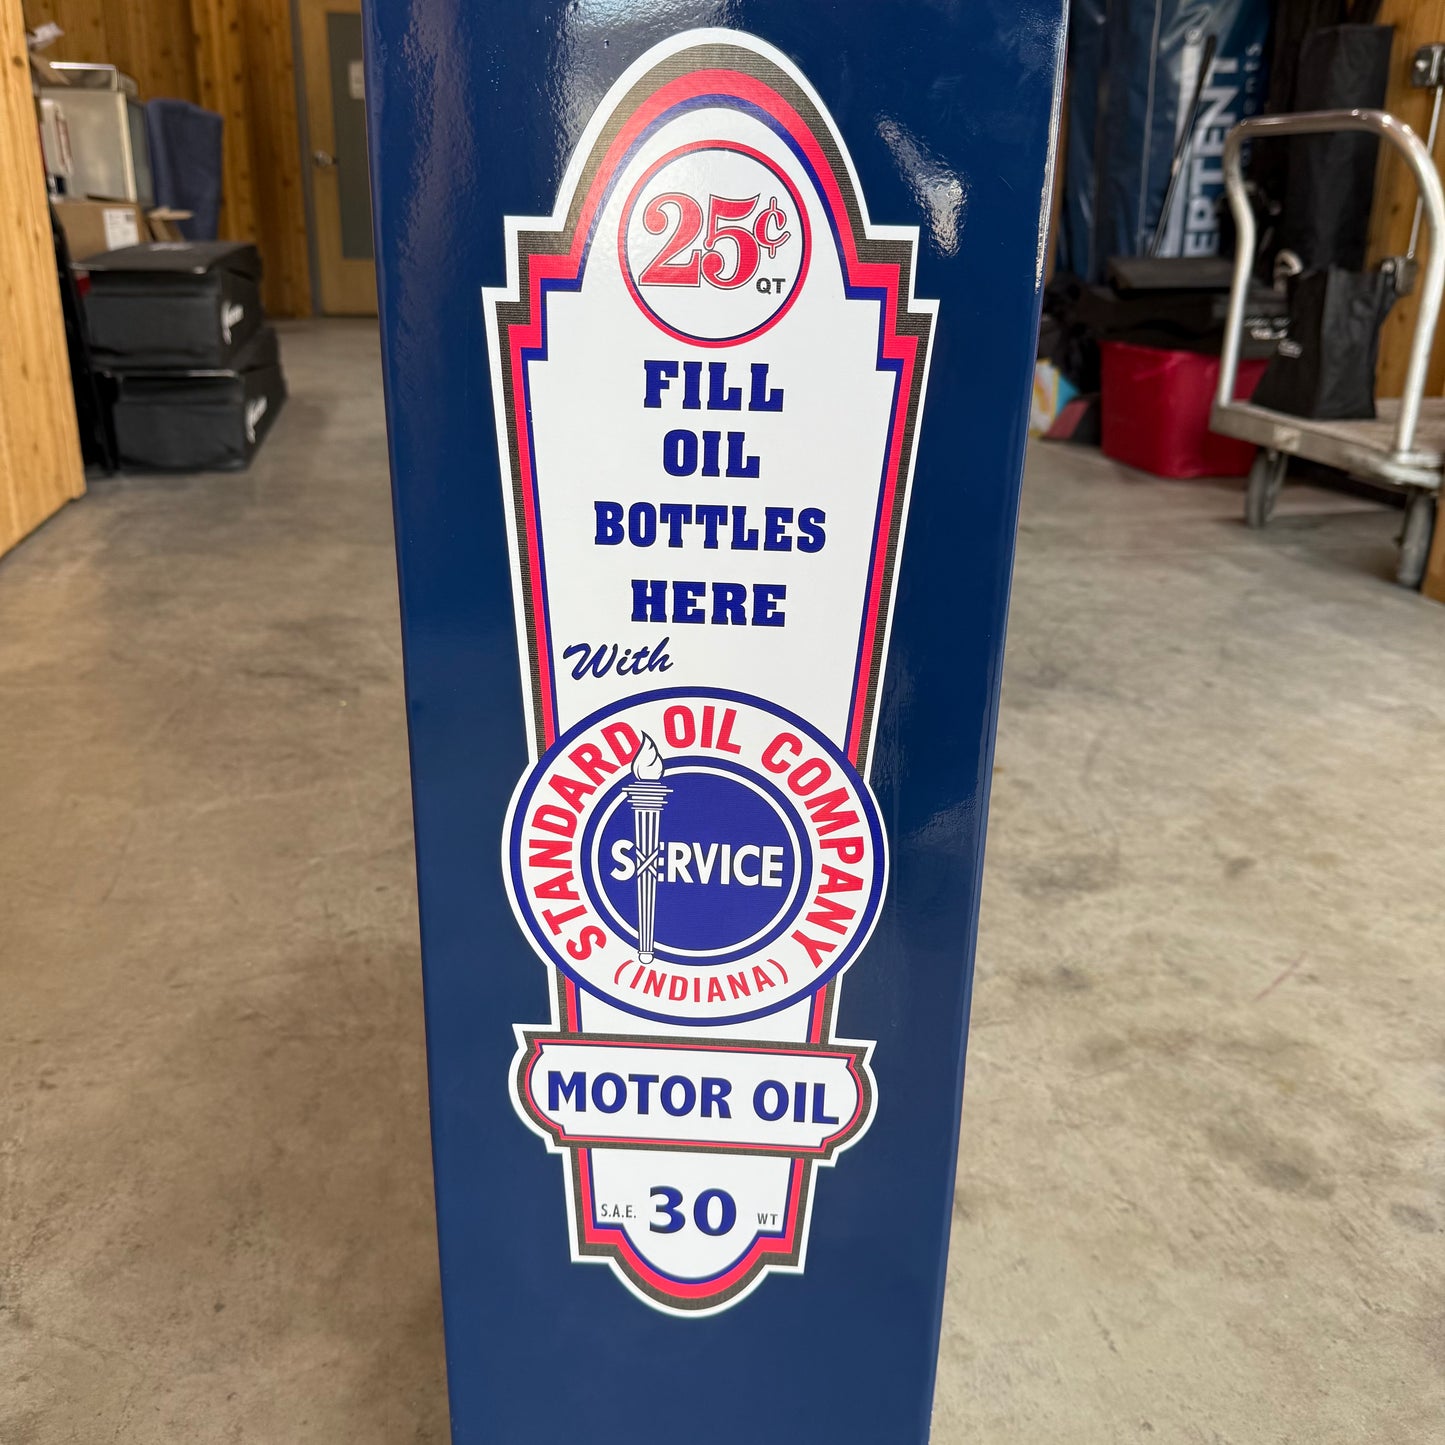 25¢
QT
FILL
OIL
BOTTLES
HERE
With
STANDARD OIL COMPANY
SERVICE
(INDIANA)
MOTOR OIL
S.A.E. 30 WT